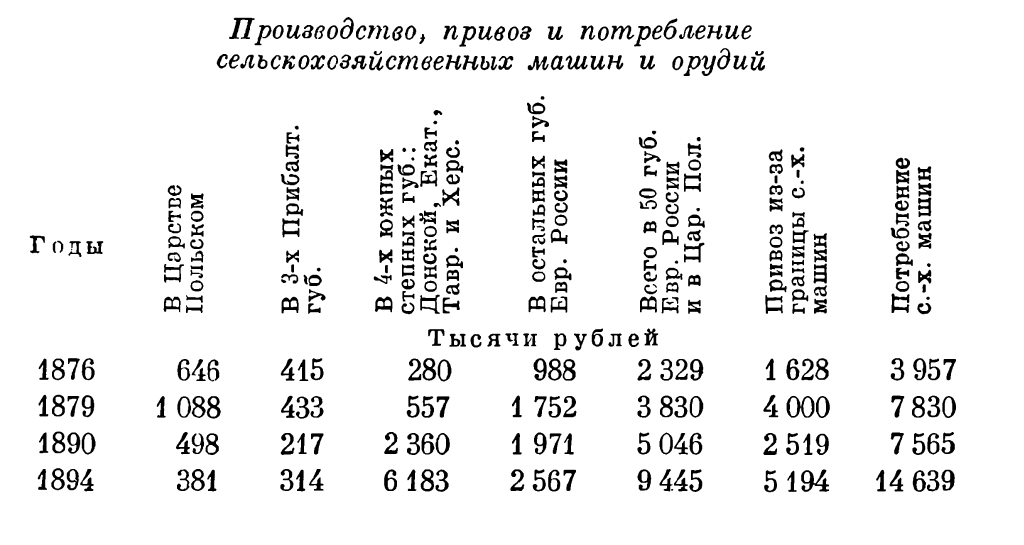 Производство, привоз и потребление
сельскохозяйственных машин и орудий
Годы
В Царстве
Польском
В 3-х Прибалт.
губ.
В 4-х южных
степных губ.:
Донской, Екат.,
Тавр. и Херс.
В остальных губ.
Евр. России
Всего в 50 губ.
Евр. России
и в Цар. Пол.
Привоз из-за
границы с.-х.
машин
Потребление
с.-х. машин
Тысячи рублей
1876 646 415 280 988 2 329 1 628 3 957
1879 1 088 433 557 1 752 3 830 4 000 7 830
1890 498 217 2 360 1 971 5 046 2 519 7 565
1894 381 314 6 183 2 567 9 445 5 194 14 639